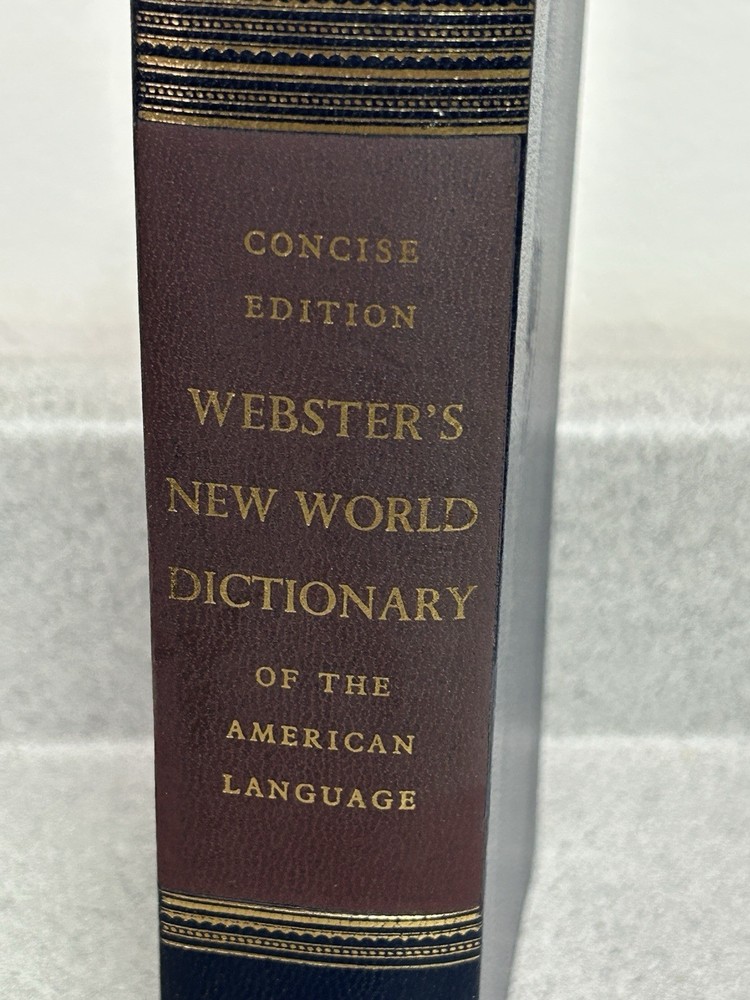 CONCISE
EDITION
WEBSTER'S
NEW WORLD
DICTIONARY
OF THE
AMERICAN
LANGUAGE